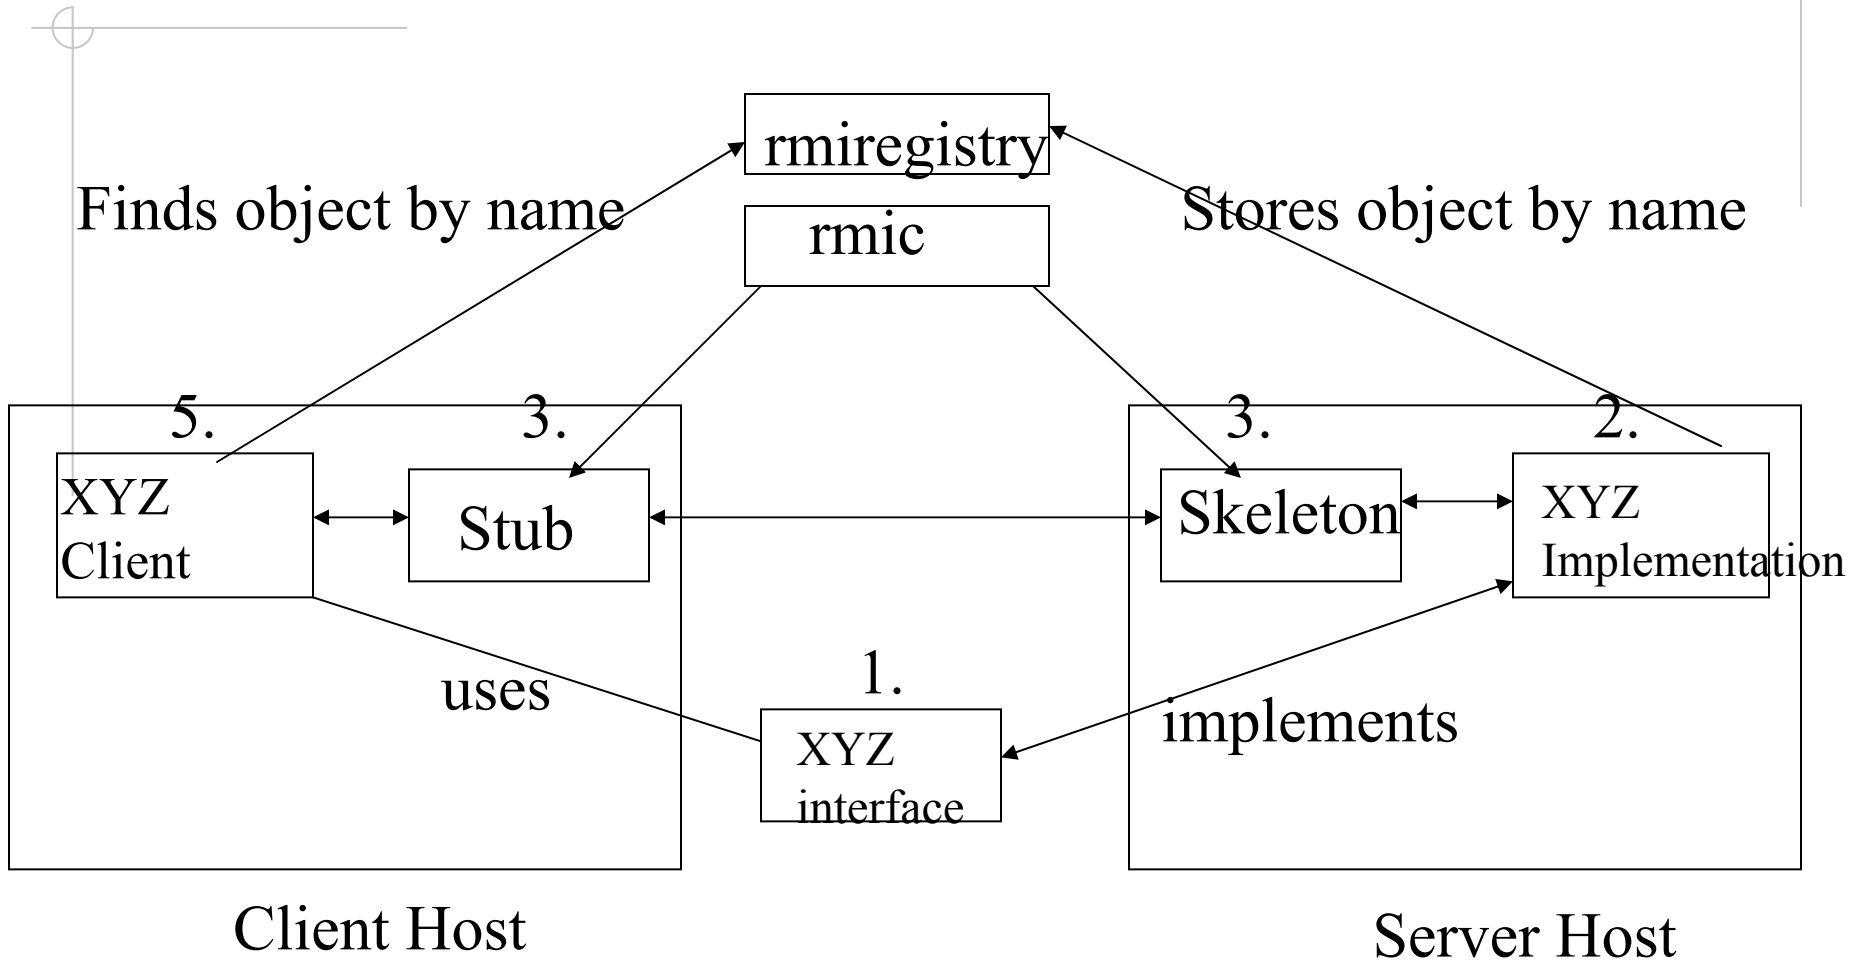 rmiregistry
Finds object by name
Stores object by name
rmic
5.
3.
3.
2.
XYZ
Client
Stub
Skeleton
XYZ
Implementation
uses
1.
implements
XYZ
interface
Client Host
Server Host